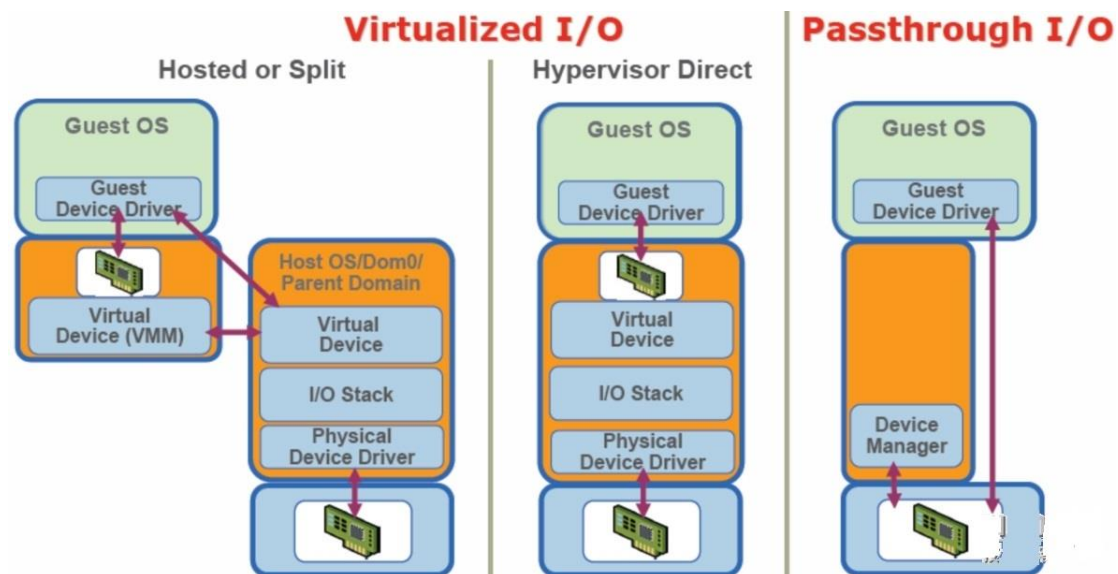 Virtualized I/O
Passthrough I/O
Hosted or Split
Hypervisor Direct
Guest OS
Guest
Device Driver
Virtual
Device (VMM)
Host OS/Dom0/
Parent Domain
Virtual
Device
I/O Stack
Physical
Device Driver
Guest OS
Guest
Device Driver
Virtual
Device
I/O Stack
Physical
Device Driver
Guest OS
Guest
Device Driver
Device
Manager